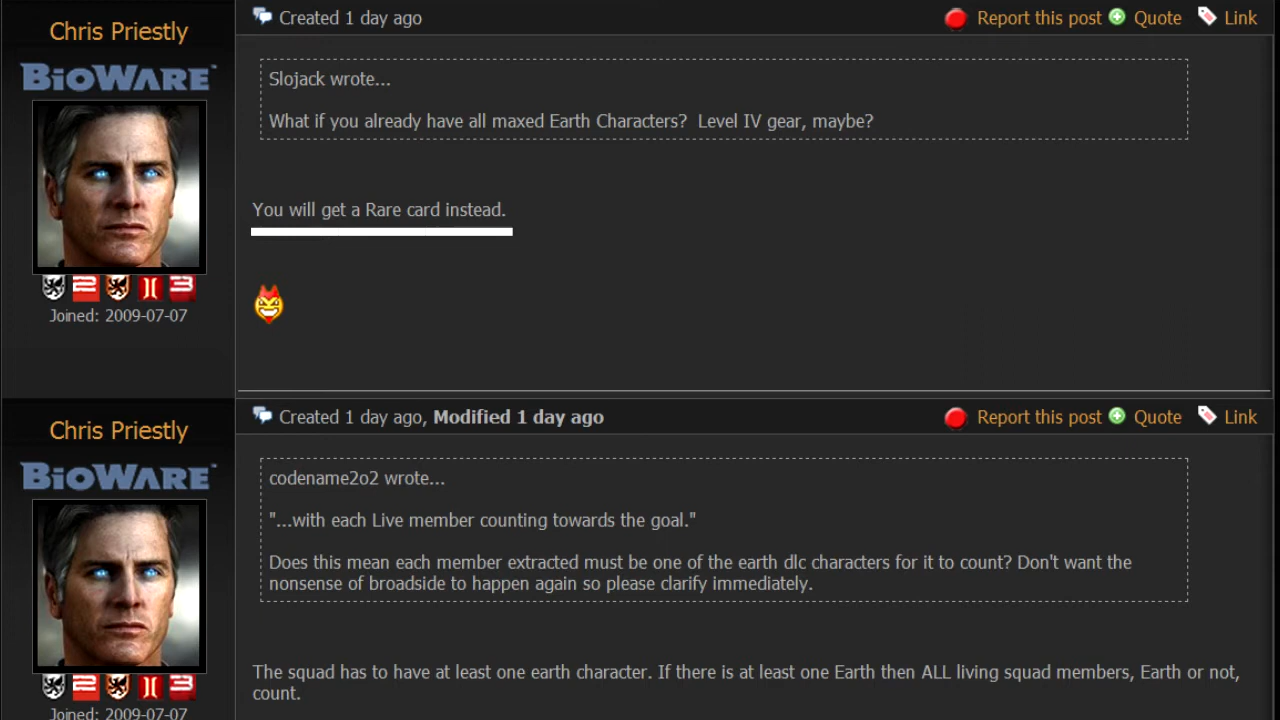 Chris Priestly
BIOWARE™
Joined: 2009-07-07
Created 1 day ago
Report this post
Quote
Link
Slojack wrote...
What if you already have all maxed Earth Characters?  Level IV gear, maybe?
You will get a Rare card instead.
Chris Priestly
BIOWARE™
Joined: 2009-07-07
Created 1 day ago, Modified 1 day ago
Report this post
Quote
Link
codename2o2 wrote...
"...with each Live member counting towards the goal."
Does this mean each member extracted must be one of the earth dlc characters for it to count? Don't want the
nonsense of broadside to happen again so please clarify immediately.
The squad has to have at least one earth character. If there is at least one Earth then ALL living squad members, Earth or not,
count.